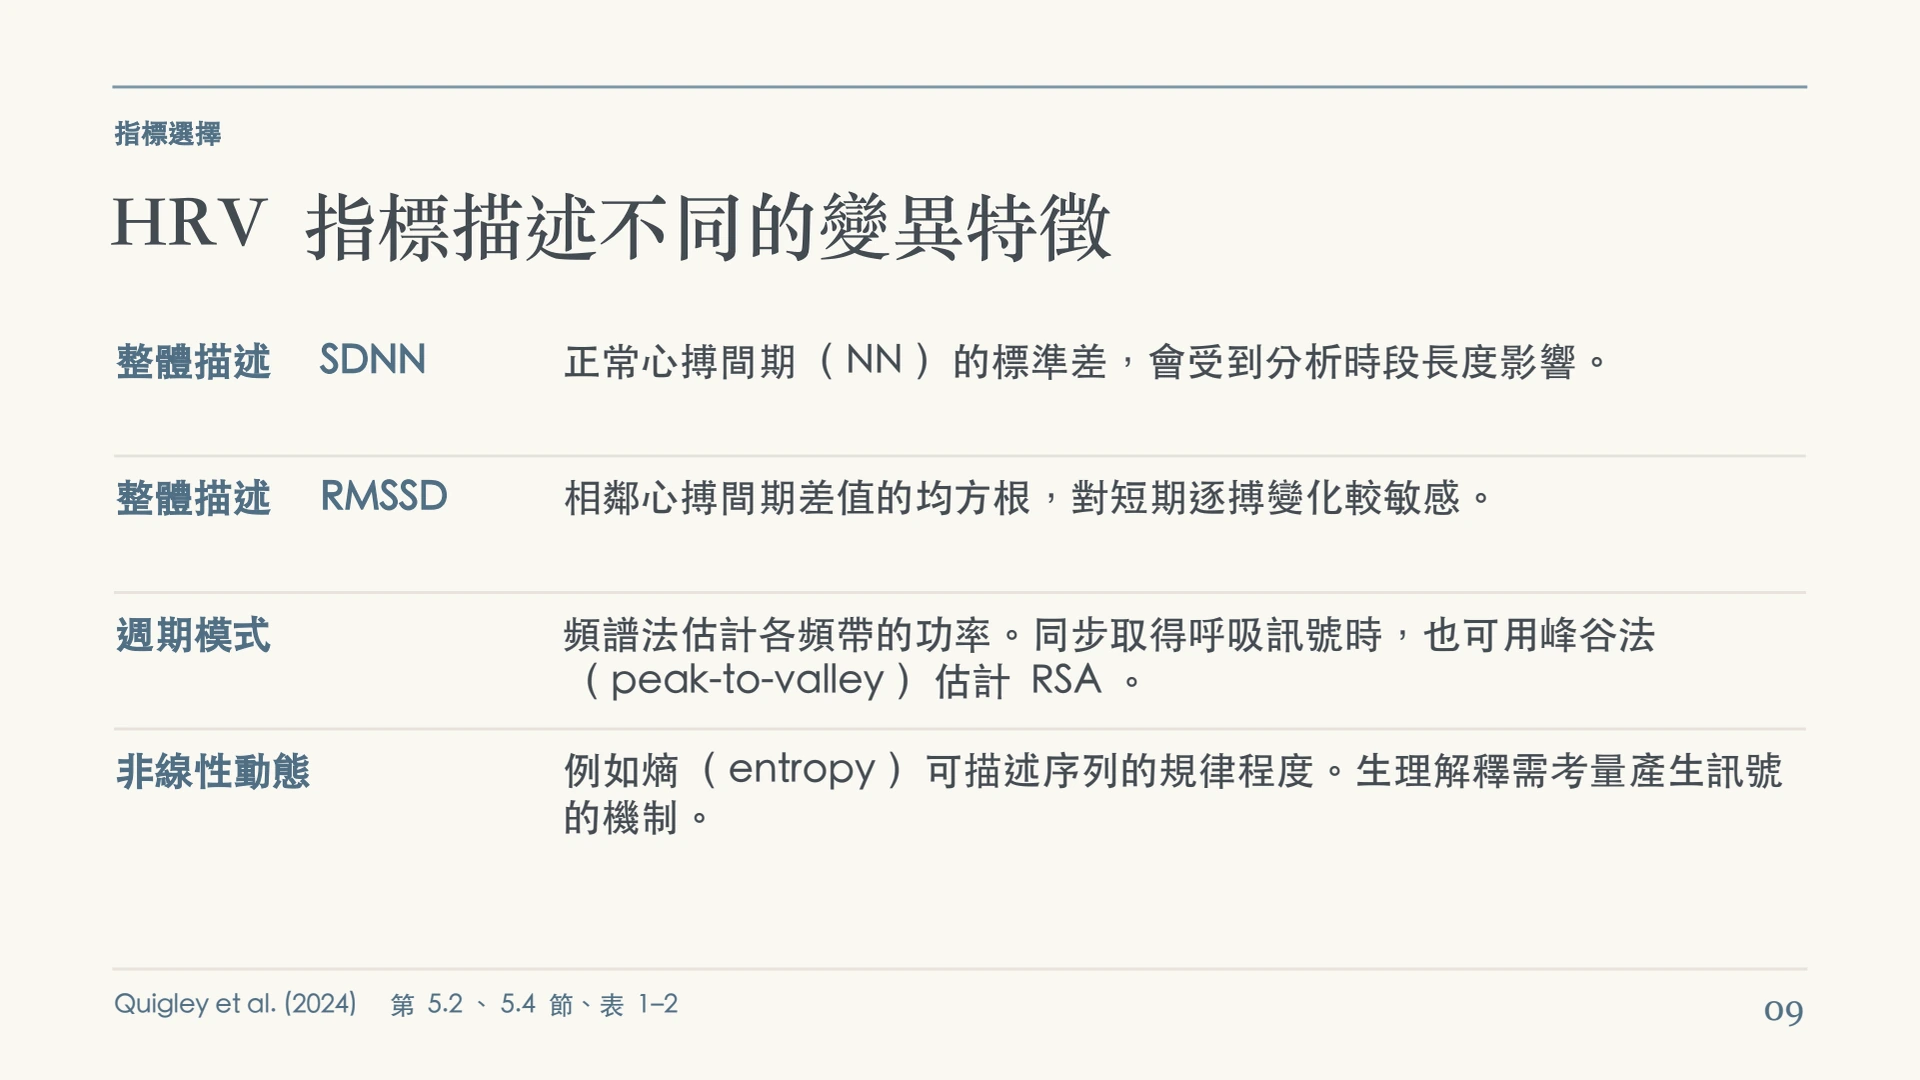 指標選擇
HRV 指標描述不同的變異特徵
整體描述 SDNN 正常心搏間期（NN）的標準差，會受到分析時段長度影響。
整體描述 RMSSD 相鄰心搏間期差值的均方根，對短期逐搏變化較敏感。
週期模式 頻譜法估計各頻帶的功率。同步取得呼吸訊號時，也可用峰谷法
（peak-to-valley）估計 RSA。
非線性動態 例如熵（entropy）可描述序列的規律程度。生理解釋需考量產生訊號
的機制。
Quigley et al. (2024) 第 5.2、5.4 節、表 1–2
09